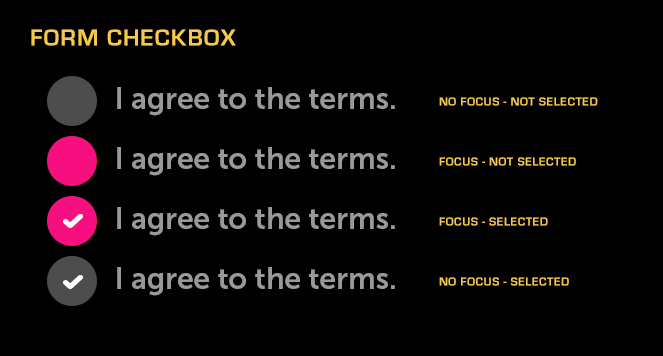 FORM CHECKBOX
I agree to the terms. NO FOCUS - NOT SELECTED
I agree to the terms. FOCUS - NOT SELECTED
I agree to the terms. FOCUS - SELECTED
I agree to the terms. NO FOCUS - SELECTED